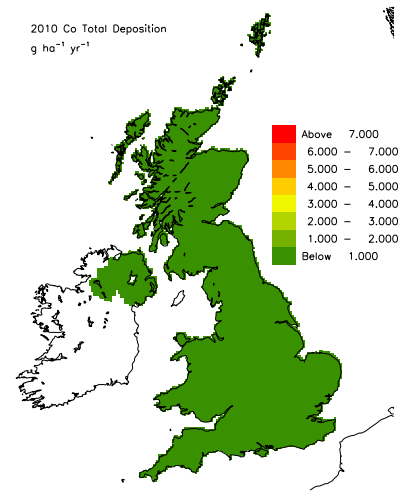 2010 Co Total Deposition
g ha⁻¹ yr⁻¹
Above 7.000
6.000 – 7.000
5.000 – 6.000
4.000 – 5.000
3.000 – 4.000
2.000 – 3.000
1.000 – 2.000
Below 1.000